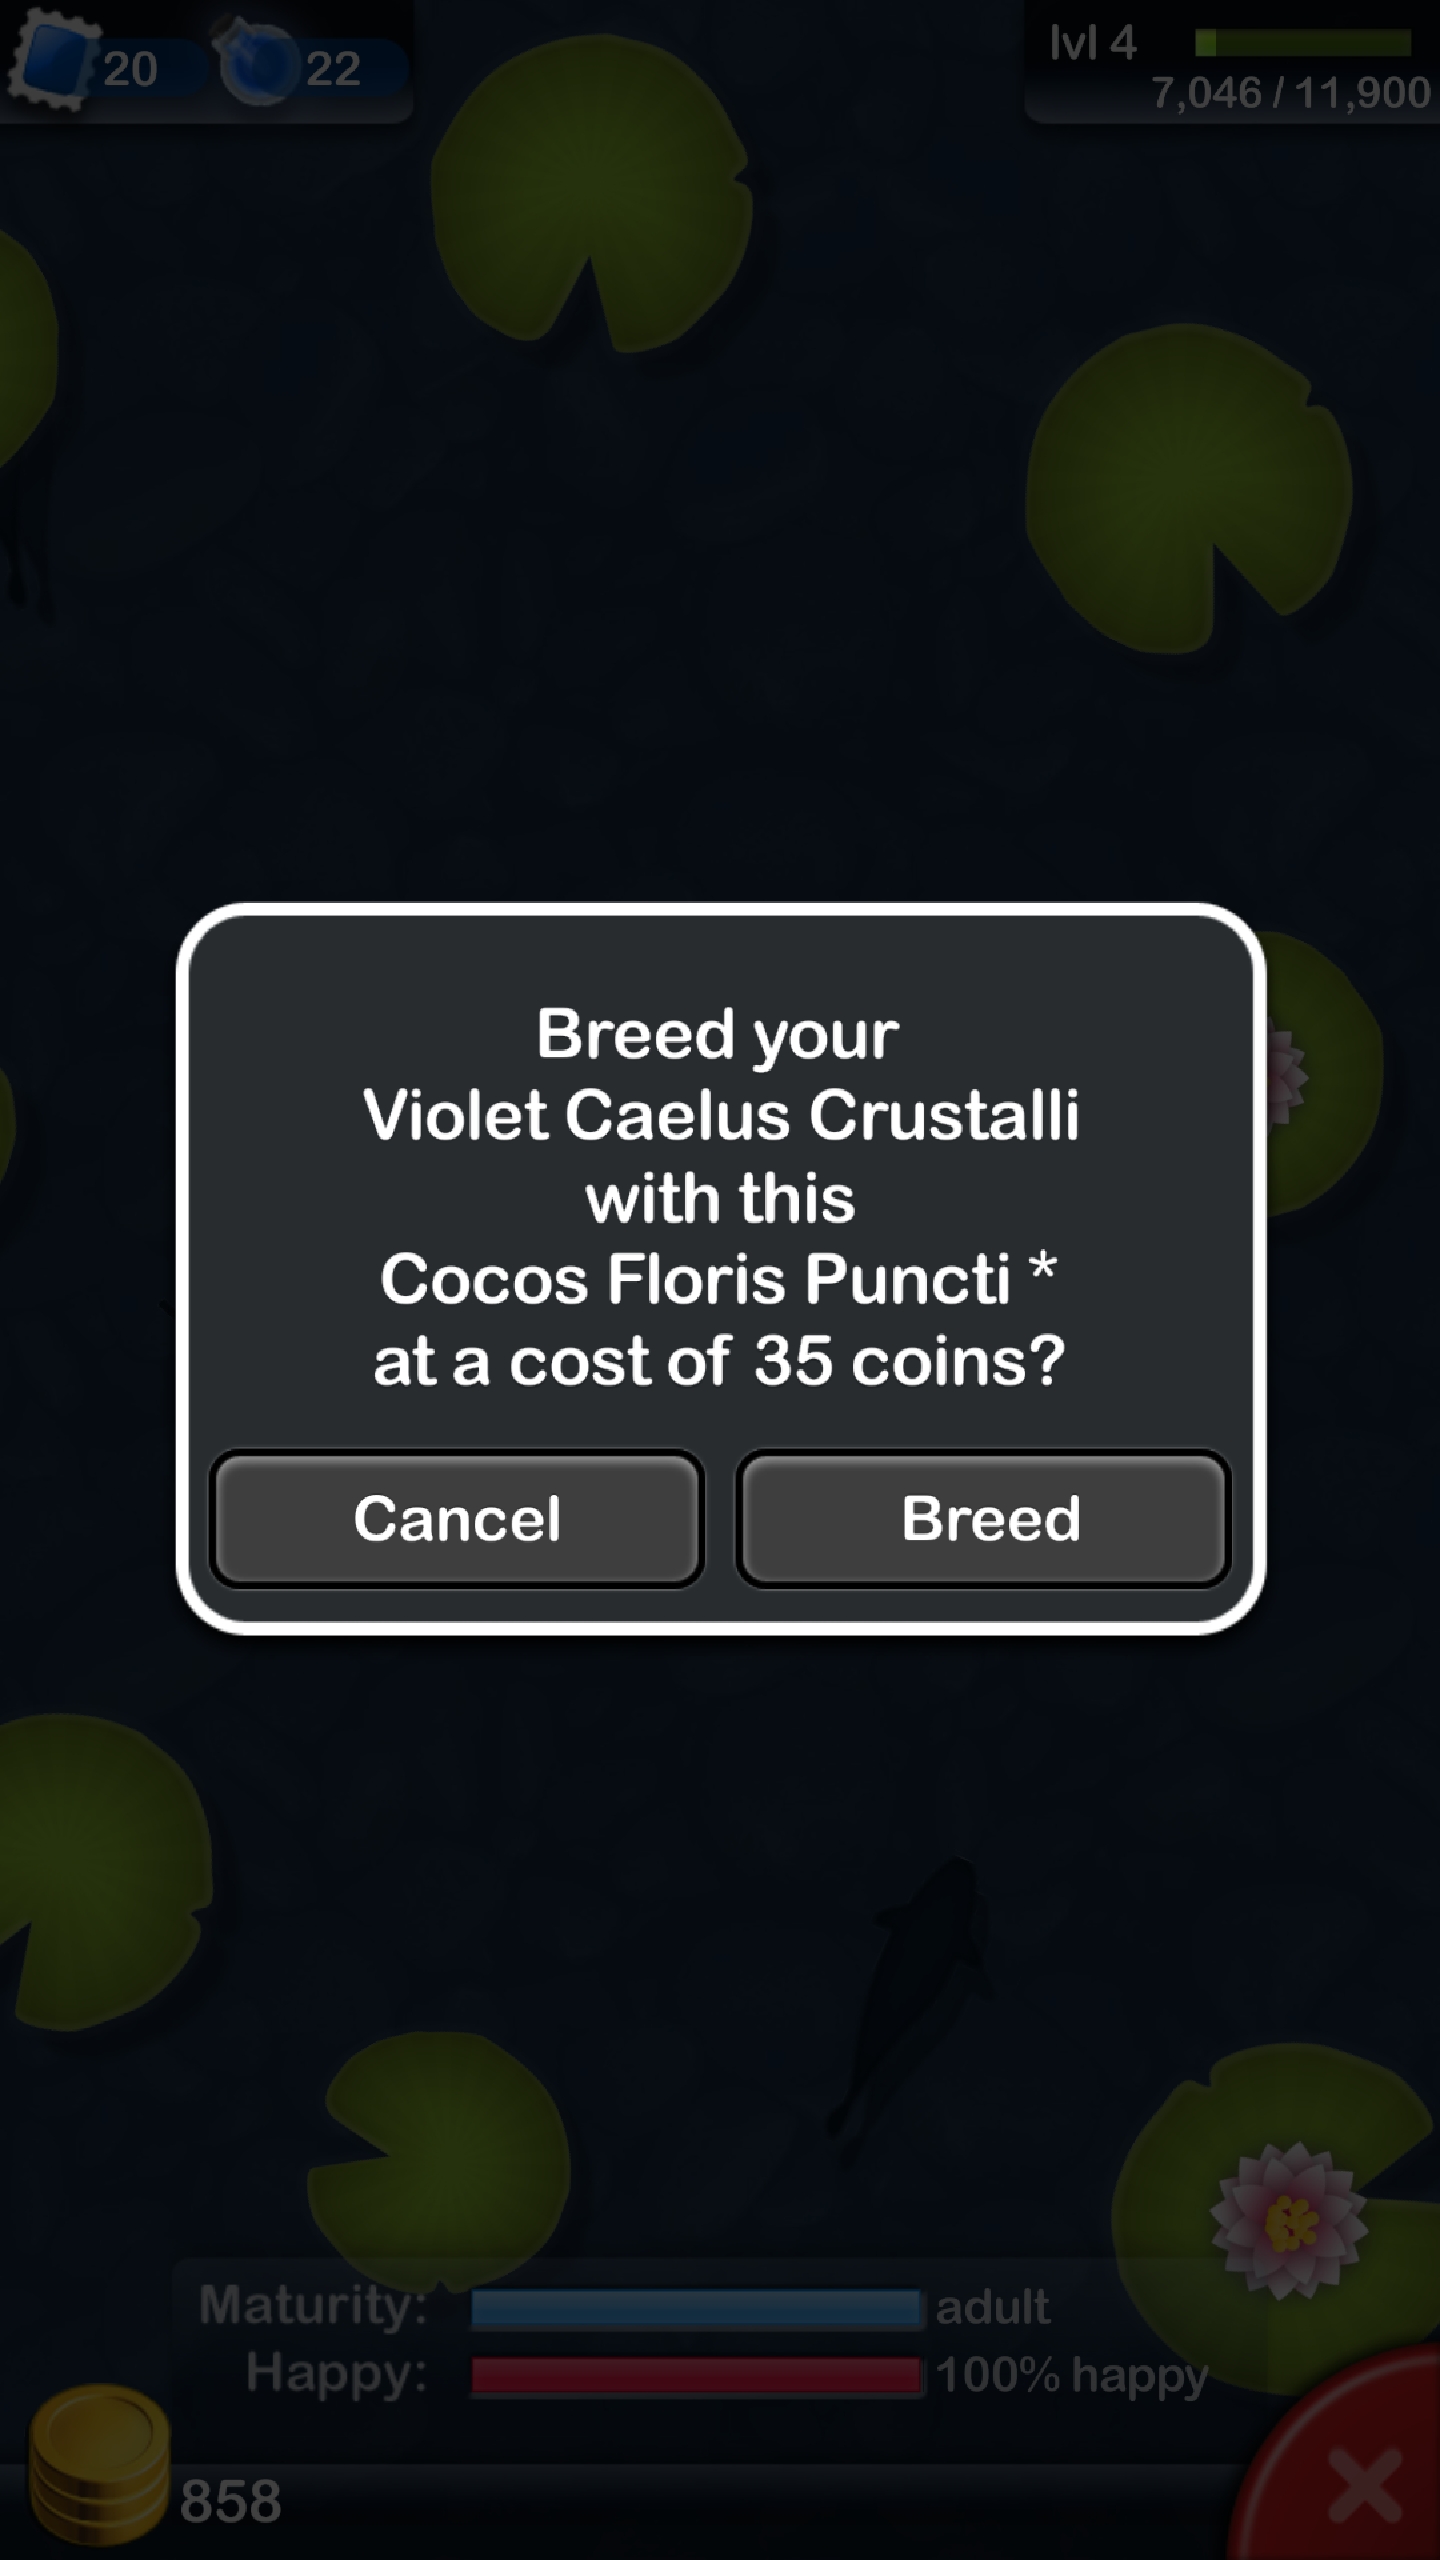 20 22
lvl 4
7,046 / 11,900
Breed your
Violet Caelus Crustalli
with this
Cocos Floris Puncti *
at a cost of 35 coins?
Cancel Breed
Maturity: adult
Happy: 100% happy
858